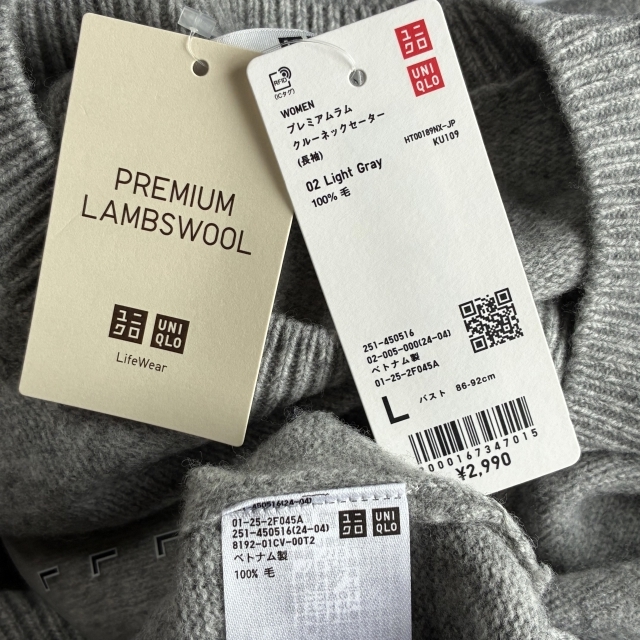 PREMIUM
LAMBSWOOL
ユニ
クロ
UNI
QLO
LifeWear
RFID
(ICタグ)
ユニ
クロ
UNI
QLO
WOMEN
プレミアムラム
クルーネックセーター
(長袖)
HT00189NX-JP
KU109
02 Light Gray
100% 毛
251-450516
02-005-000(24-04)
ベトナム製
01-25-2F045A
L バスト 86-92cm
000167347015
¥2,990
01-25-2F045A
251-450516(24-04)
8192-01CV-00T2
ベトナム製
100% 毛
ユニ
クロ
UNI
QLO